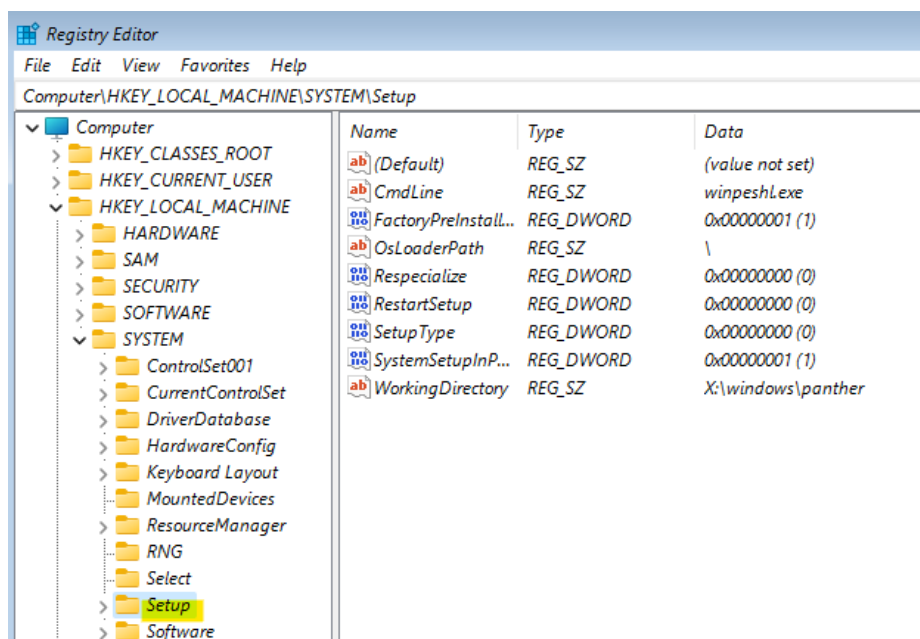 Registry Editor
File Edit View Favorites Help
Computer\HKEY_LOCAL_MACHINE\SYSTEM\Setup
Computer
HKEY_CLASSES_ROOT
HKEY_CURRENT_USER
HKEY_LOCAL_MACHINE
HARDWARE
SAM
SECURITY
SOFTWARE
SYSTEM
ControlSet001
CurrentControlSet
DriverDatabase
HardwareConfig
Keyboard Layout
MountedDevices
ResourceManager
RNG
Select
Setup
Software
Name Type Data
(Default) REG_SZ (value not set)
CmdLine REG_SZ winpeshl.exe
FactoryPreInstall... REG_DWORD 0x00000001 (1)
OsLoaderPath REG_SZ \
Respecialize REG_DWORD 0x00000000 (0)
RestartSetup REG_DWORD 0x00000000 (0)
SetupType REG_DWORD 0x00000000 (0)
SystemSetupInP... REG_DWORD 0x00000001 (1)
WorkingDirectory REG_SZ X:\windows\panther